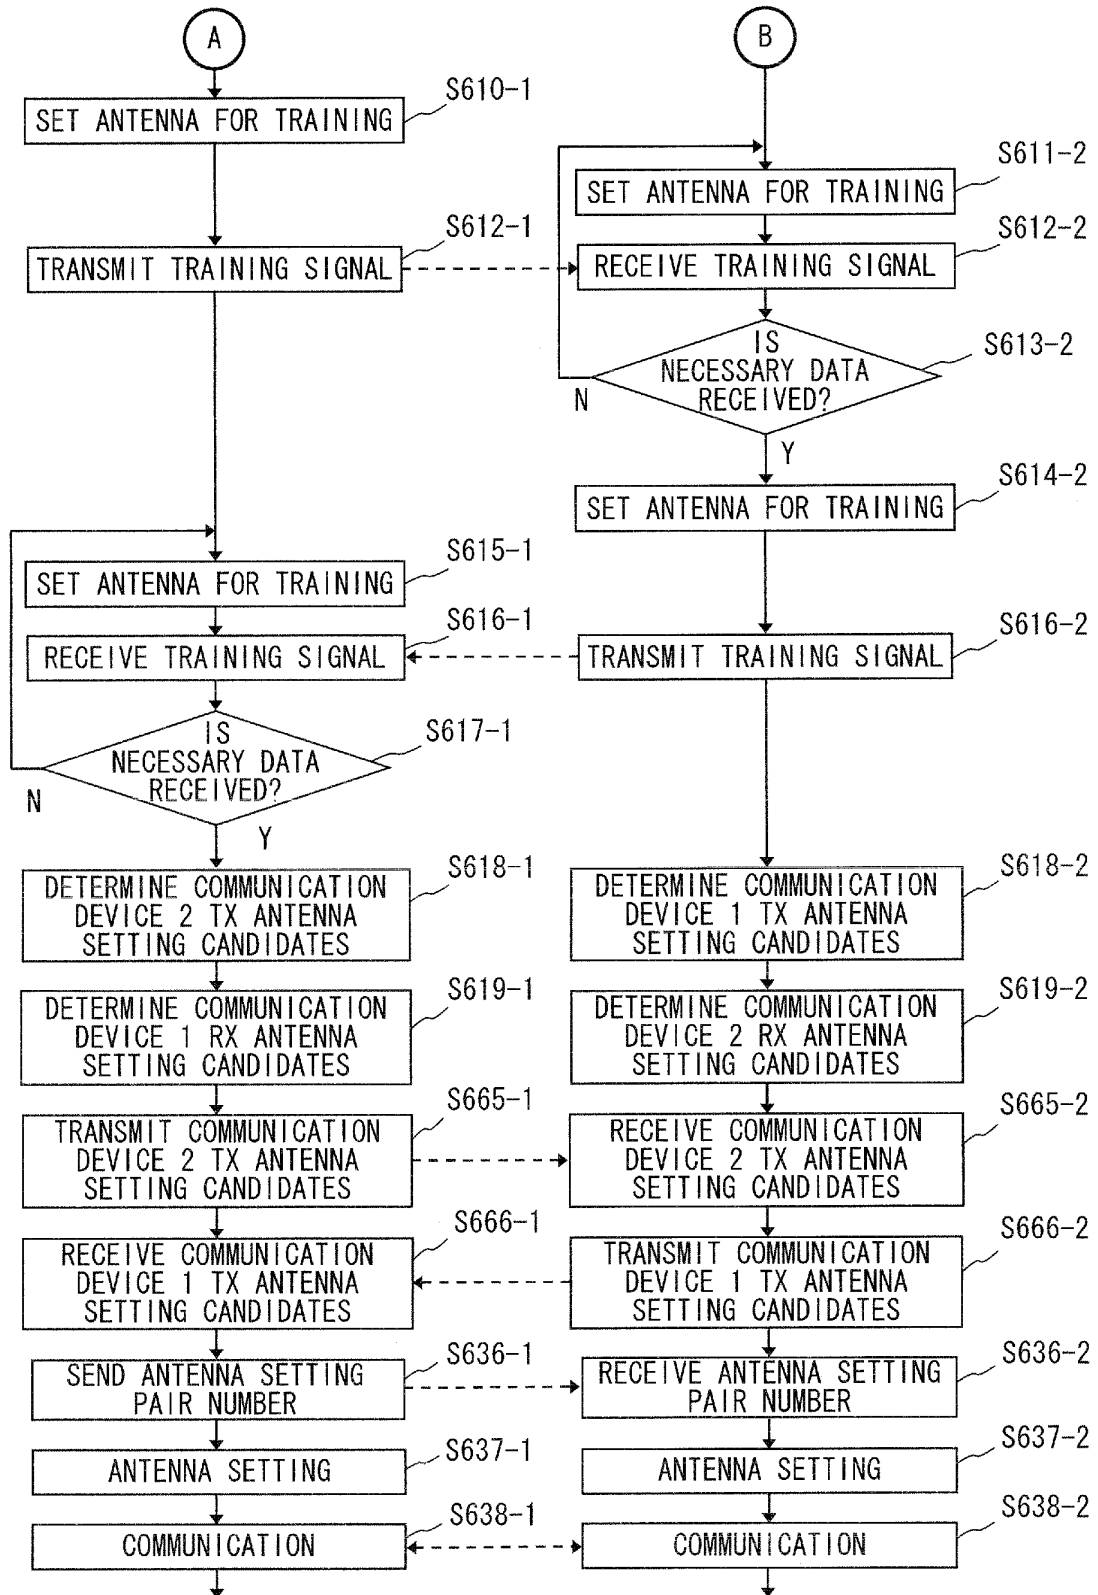 A
S610-1
SET ANTENNA FOR TRAINING
S612-1
TRANSMIT TRAINING SIGNAL
S615-1
SET ANTENNA FOR TRAINING
S616-1
RECEIVE TRAINING SIGNAL
S617-1
IS
NECESSARY DATA
RECEIVED?
N
Y
S618-1
DETERMINE COMMUNICATION
DEVICE 2 TX ANTENNA
SETTING CANDIDATES
S619-1
DETERMINE COMMUNICATION
DEVICE 1 RX ANTENNA
SETTING CANDIDATES
S665-1
TRANSMIT COMMUNICATION
DEVICE 2 TX ANTENNA
SETTING CANDIDATES
S666-1
RECEIVE COMMUNICATION
DEVICE 1 TX ANTENNA
SETTING CANDIDATES
S636-1
SEND ANTENNA SETTING
PAIR NUMBER
S637-1
ANTENNA SETTING
S638-1
COMMUNICATION
B
S611-2
SET ANTENNA FOR TRAINING
S612-2
RECEIVE TRAINING SIGNAL
S613-2
IS
NECESSARY DATA
RECEIVED?
N
Y
S614-2
SET ANTENNA FOR TRAINING
S616-2
TRANSMIT TRAINING SIGNAL
S618-2
DETERMINE COMMUNICATION
DEVICE 1 TX ANTENNA
SETTING CANDIDATES
S619-2
DETERMINE COMMUNICATION
DEVICE 2 RX ANTENNA
SETTING CANDIDATES
S665-2
RECEIVE COMMUNICATION
DEVICE 2 TX ANTENNA
SETTING CANDIDATES
S666-2
TRANSMIT COMMUNICATION
DEVICE 1 TX ANTENNA
SETTING CANDIDATES
S636-2
RECEIVE ANTENNA SETTING
PAIR NUMBER
S637-2
ANTENNA SETTING
S638-2
COMMUNICATION